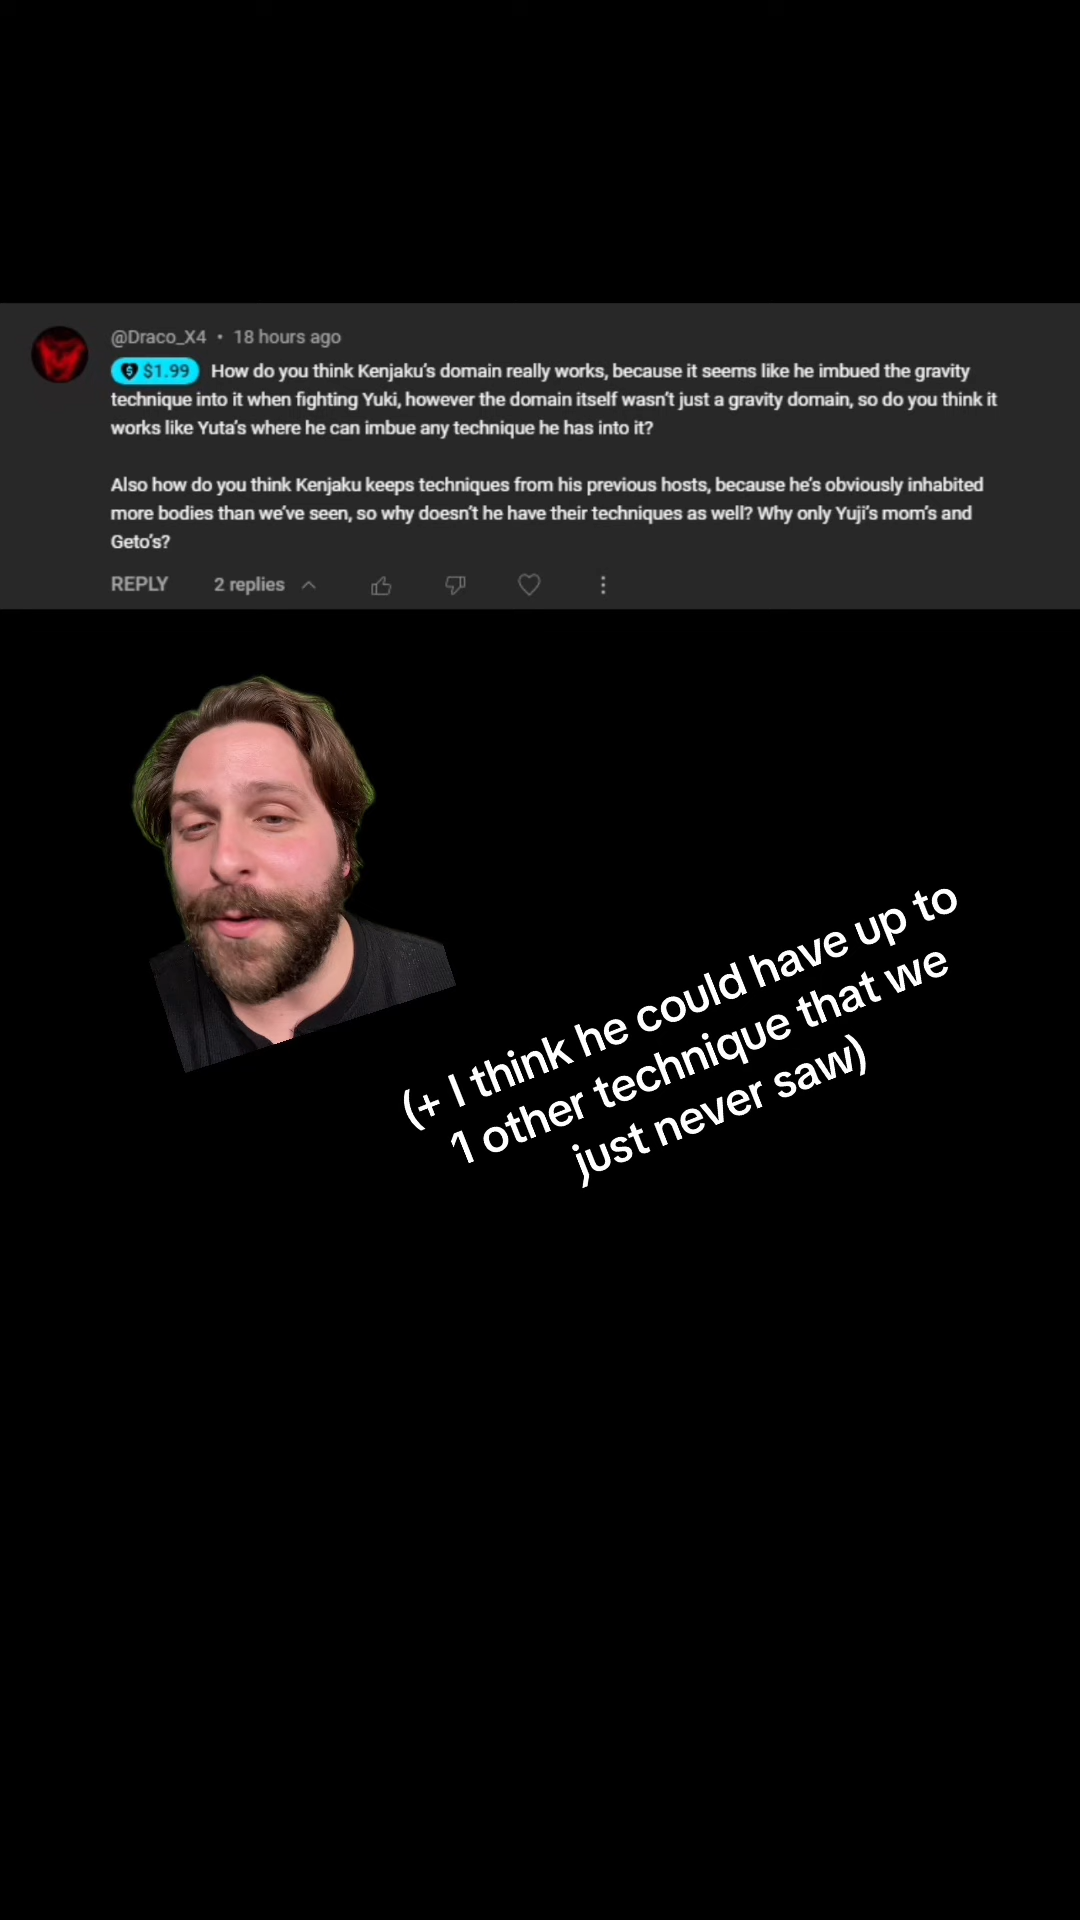 @Draco_X4 • 18 hours ago
$1.99 How do you think Kenjaku's domain really works, because it seems like he imbued the gravity
technique into it when fighting Yuki, however the domain itself wasn't just a gravity domain, so do you think it
works like Yuta's where he can imbue any technique he has into it?
Also how do you think Kenjaku keeps techniques from his previous hosts, because he's obviously inhabited
more bodies than we've seen, so why doesn't he have their techniques as well? Why only Yuji's mom's and
Geto's?
REPLY 2 replies
(+ I think he could have up to
1 other technique that we
just never saw)